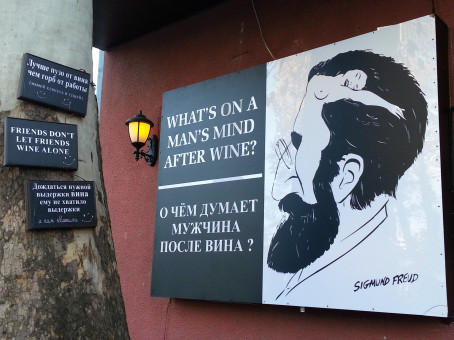 Лучше пузо от вина
чем горб от работы
FRIENDS DON'T
LET FRIENDS
WINE ALONE
Дождаться нужной
выдержки вина
ему не хватило
выдержки
WHAT'S ON A
MAN'S MIND
AFTER WINE?
О ЧЁМ ДУМАЕТ
МУЖЧИНА
ПОСЛЕ ВИНА ?
SIGMUND FREUD